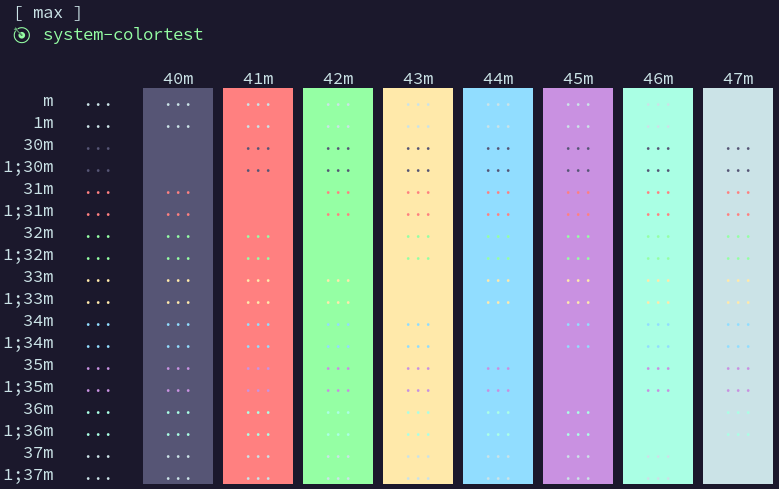 [ max ]
system-colortest
40m 41m 42m 43m 44m 45m 46m 47m
m ... ... ... ... ... ... ... ...
1m ... ... ... ... ... ... ... ...
30m ... ... ... ... ... ... ... ...
1;30m ... ... ... ... ... ... ... ...
31m ... ... ... ... ... ... ... ...
1;31m ... ... ... ... ... ... ... ...
32m ... ... ... ... ... ... ... ...
1;32m ... ... ... ... ... ... ... ...
33m ... ... ... ... ... ... ... ...
1;33m ... ... ... ... ... ... ... ...
34m ... ... ... ... ... ... ... ...
1;34m ... ... ... ... ... ... ... ...
35m ... ... ... ... ... ... ... ...
1;35m ... ... ... ... ... ... ... ...
36m ... ... ... ... ... ... ... ...
1;36m ... ... ... ... ... ... ... ...
37m ... ... ... ... ... ... ... ...
1;37m ... ... ... ... ... ... ... ...